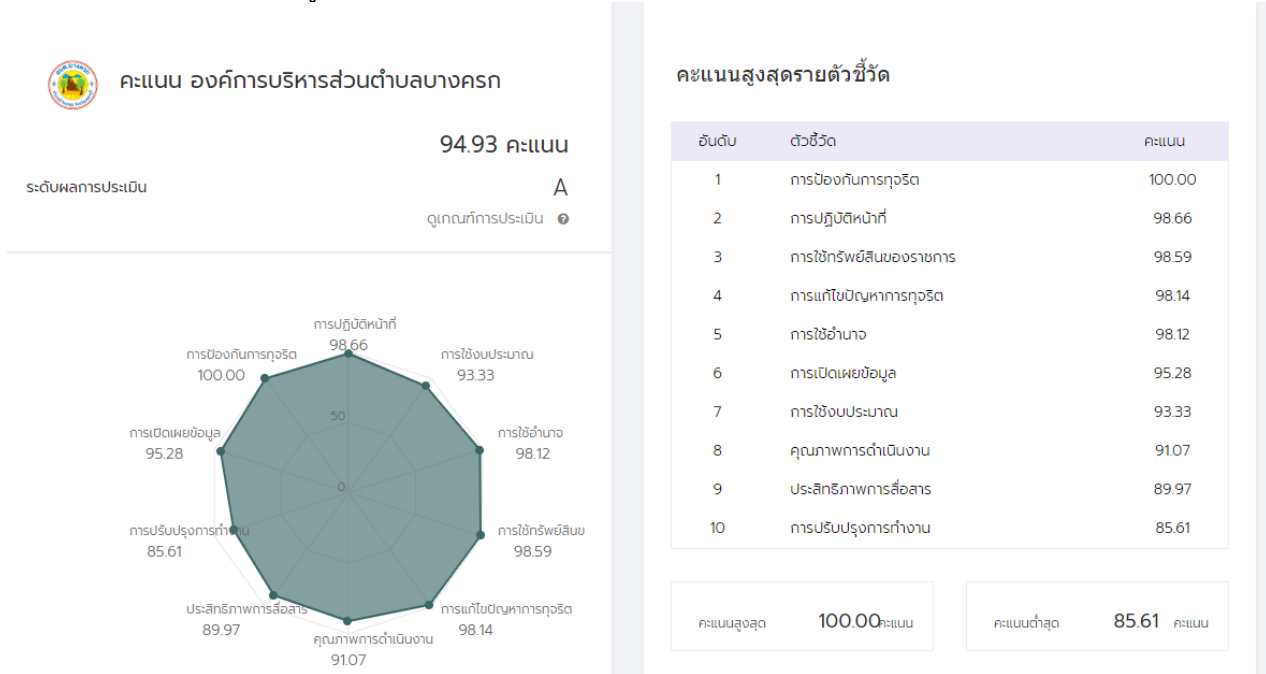 คะแนน องค์การบริหารส่วนตำบลบางครก
94.93 คะแนน
ระดับผลการประเมิน A
ดูเกณฑ์การประเมิน
การปฏิบัติหน้าที่
98.66
การป้องกันการทุจริต
100.00
การใช้งบประมาณ
93.33
50
การเปิดเผยข้อมูล
95.28
การใช้อำนาจ
98.12
0
การปรับปรุงการทำงาน
85.61
การใช้ทรัพย์สินข
98.59
ประสิทธิภาพการสื่อสาร
89.97
การแก้ไขปัญหาการทุจริต
98.14
คุณภาพการดำเนินงาน
91.07
คะแนนสูงสุดรายตัวชี้วัด
อันดับ ตัวชี้วัด คะแนน
1 การป้องกันการทุจริต 100.00
2 การปฏิบัติหน้าที่ 98.66
3 การใช้ทรัพย์สินของราชการ 98.59
4 การแก้ไขปัญหาการทุจริต 98.14
5 การใช้อำนาจ 98.12
6 การเปิดเผยข้อมูล 95.28
7 การใช้งบประมาณ 93.33
8 คุณภาพการดำเนินงาน 91.07
9 ประสิทธิภาพการสื่อสาร 89.97
10 การปรับปรุงการทำงาน 85.61
คะแนนสูงสุด 100.00 คะแนน
คะแนนต่ำสุด 85.61 คะแนน